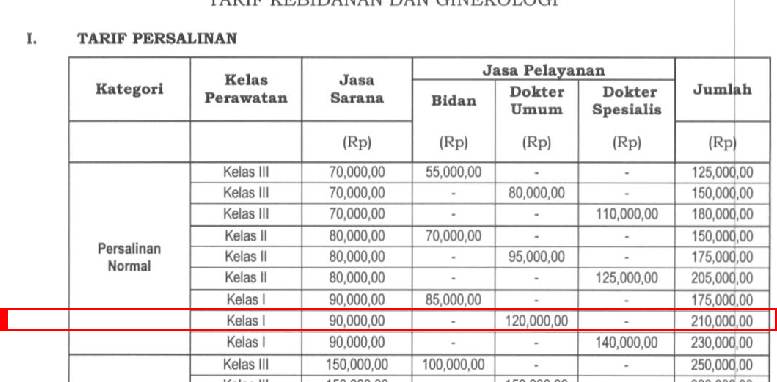 TARIF KEBIDANAN DAN GINEKOLOGI
I. TARIF PERSALINAN
Kategori Kelas Perawatan Jasa Sarana Jasa Pelayanan Jumlah
Bidan Dokter Umum Dokter Spesialis
(Rp) (Rp) (Rp) (Rp) (Rp)
Persalinan Normal
Kelas III 70,000,00 55,000,00 - - 125,000,00
Kelas III 70,000,00 - 80,000,00 - 150,000,00
Kelas III 70,000,00 - - 110,000,00 180,000,00
Kelas II 80,000,00 70,000,00 - - 150,000,00
Kelas II 80,000,00 - 95,000,00 - 175,000,00
Kelas II 80,000,00 - - 125,000,00 205,000,00
Kelas I 90,000,00 85,000,00 - - 175,000,00
Kelas I 90,000,00 - 120,000,00 - 210,000,00
Kelas I 90,000,00 - - 140,000,00 230,000,00
Kelas III 150,000,00 100,000,00 - - 250,000,00